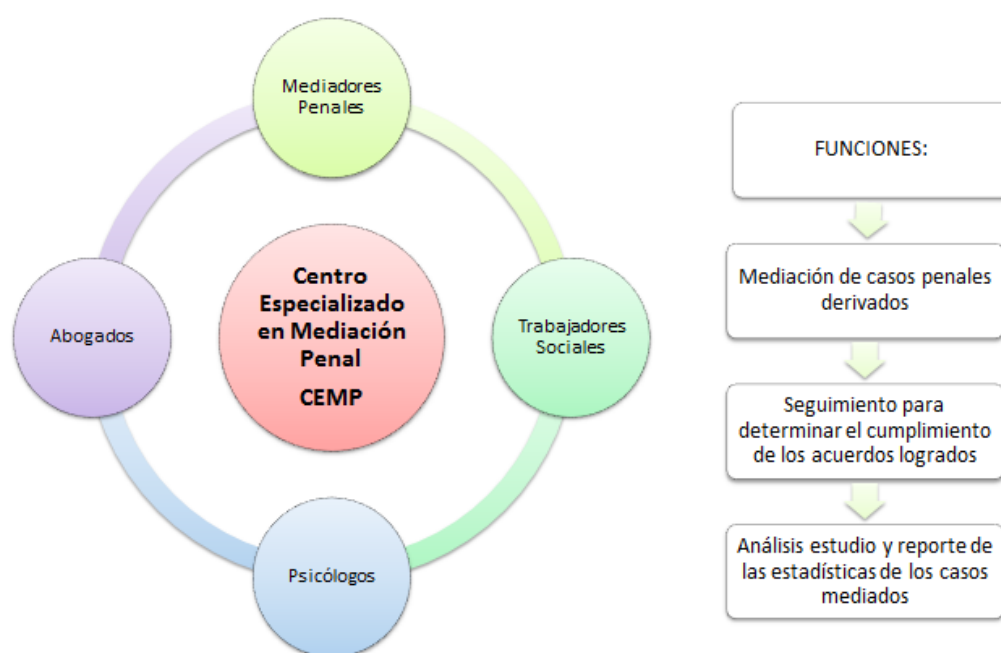 Mediadores
Penales
Centro
Especializado
en Mediación
Penal
CEMP
Abogados
Trabajadores
Sociales
Psicólogos
FUNCIONES:
Mediación de casos penales
derivados
Seguimiento para
determinar el cumplimiento
de los acuerdos logrados
Análisis estudio y reporte de
las estadísticas de los casos
mediados